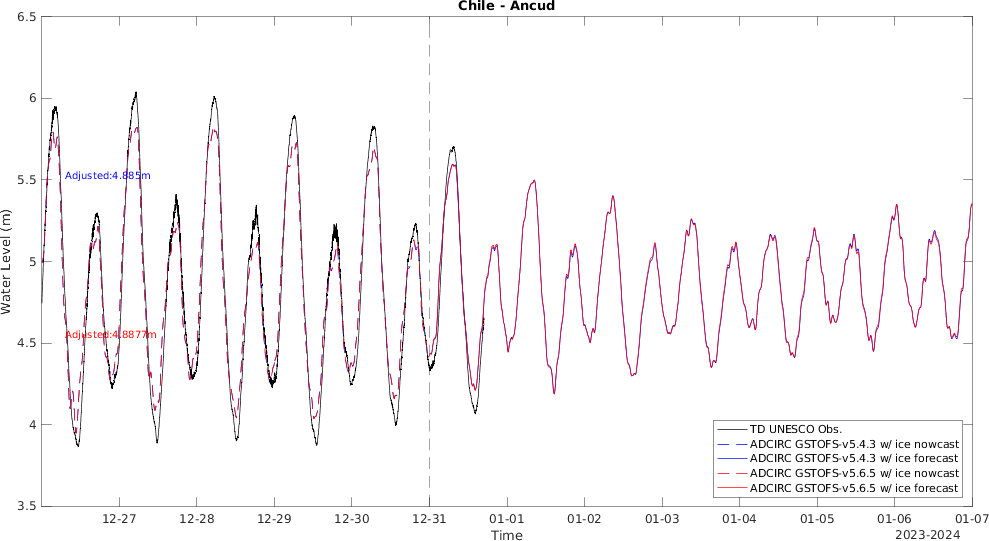 Chile - Ancud
6.5
6
5.5
5
4.5
4
3.5
Water Level (m)
Adjusted:4.885m
Adjusted:4.8877m
TD UNESCO Obs.
ADCIRC GSTOFS-v5.4.3 w/ ice nowcast
ADCIRC GSTOFS-v5.4.3 w/ ice forecast
ADCIRC GSTOFS-v5.6.5 w/ ice nowcast
ADCIRC GSTOFS-v5.6.5 w/ ice forecast
12-27 12-28 12-29 12-30 12-31 01-01 01-02 01-03 01-04 01-05 01-06 01-07
Time
2023-2024